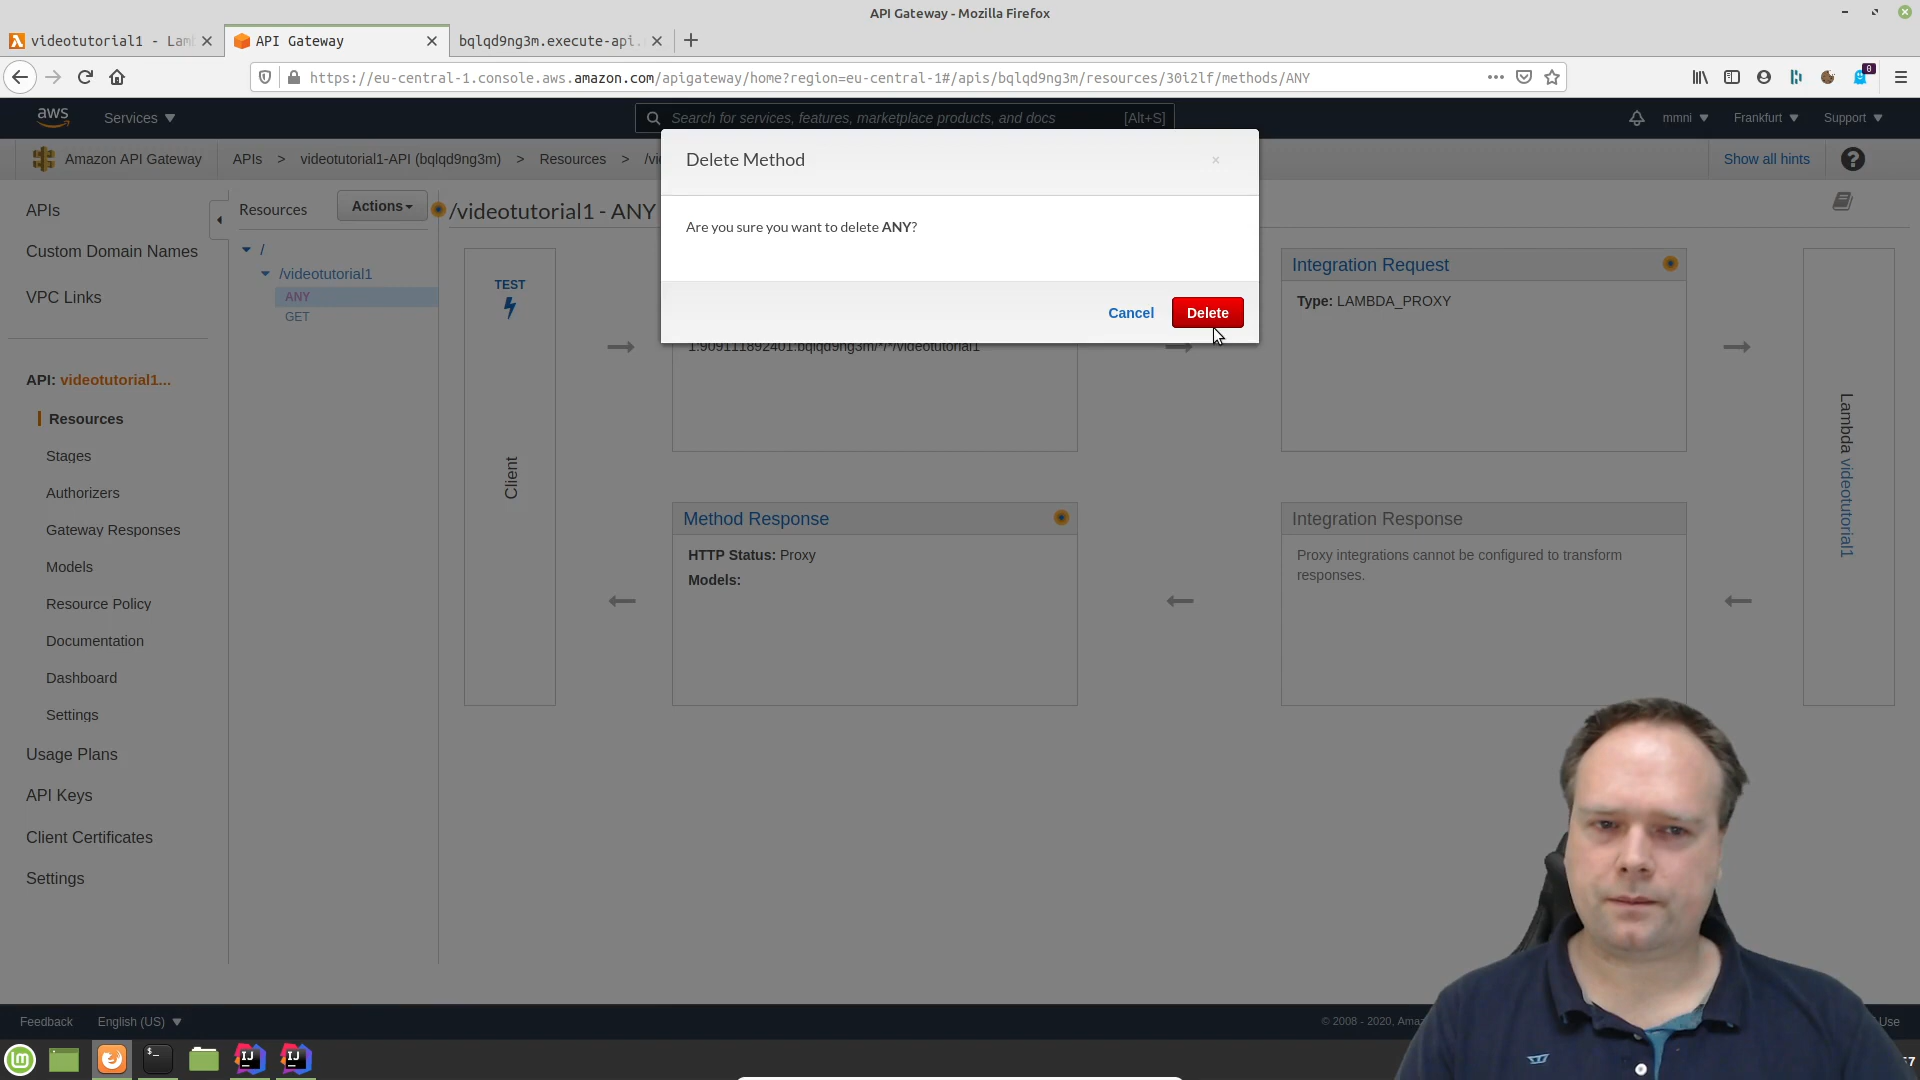 API Gateway - Mozilla Firefox
videotutorial1 - Lam
API Gateway
bqlqd9ng3m.execute-api.
https://eu-central-1.console.aws.amazon.com/apigateway/home?region=eu-central-1#/apis/bqlqd9ng3m/resources/30i2lf/methods/ANY
0
aws
Services
Search for services, features, marketplace products, and docs
[Alt+S]
mmni
Frankfurt
Support
Amazon API Gateway
APIs > videotutorial1-API (bqlqd9ng3m) > Resources >
Show all hints
?
Delete Method
×
Are you sure you want to delete ANY?
Cancel
Delete
APIs
Custom Domain Names
VPC Links
API: videotutorial1...
Resources
Stages
Authorizers
Gateway Responses
Models
Resource Policy
Documentation
Dashboard
Settings
Usage Plans
API Keys
Client Certificates
Settings
Resources
Actions
/
/videotutorial1
ANY
GET
/videotutorial1 - ANY
TEST
Client
1:909111892401:bqlqd9ng3m/*/*/videotutorial1
Integration Request
Type: LAMBDA_PROXY
Method Response
HTTP Status: Proxy
Models:
Integration Response
Proxy integrations cannot be configured to transform
responses.
Lambda videotutorial1
Feedback
English (US)
© 2008 - 2020, Amaz
Use
lm
$_
IJ
IJ